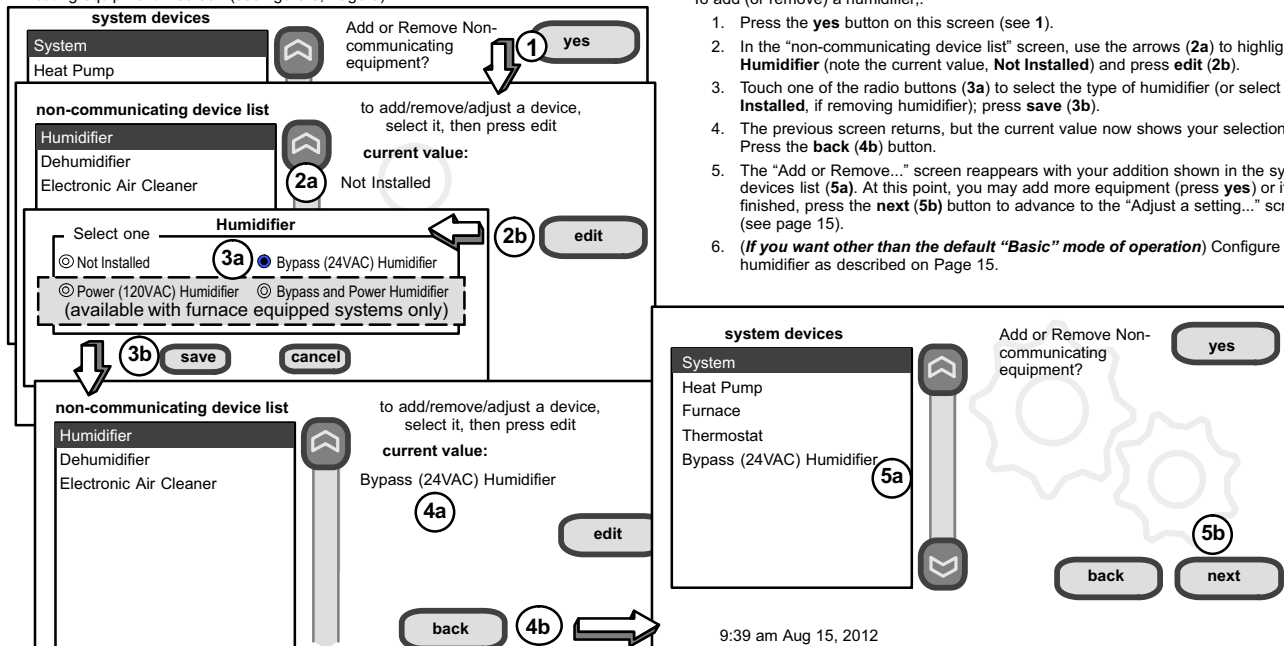 system devices
System
Heat Pump
Add or Remove Non-
communicating
equipment?
1
yes
non-communicating device list
Humidifier
Dehumidifier
Electronic Air Cleaner
2a
to add/remove/adjust a device,
select it, then press edit
current value:
Not Installed
2b
edit
Humidifier
Select one
Not Installed
3a
Bypass (24VAC) Humidifier
Power (120VAC) Humidifier
Bypass and Power Humidifier
(available with furnace equipped systems only)
3b
save
cancel
non-communicating device list
Humidifier
Dehumidifier
Electronic Air Cleaner
to add/remove/adjust a device,
select it, then press edit
current value:
Bypass (24VAC) Humidifier
4a
edit
back
4b
To add (or remove) a humidifier,:
1. Press the yes button on this screen (see 1).
2. In the “non-communicating device list” screen, use the arrows (2a) to highlig
Humidifier (note the current value, Not Installed) and press edit (2b).
3. Touch one of the radio buttons (3a) to select the type of humidifier (or select
Installed, if removing humidifier); press save (3b).
4. The previous screen returns, but the current value now shows your selection
Press the back (4b) button.
5. The “Add or Remove...” screen reappears with your addition shown in the sy
devices list (5a). At this point, you may add more equipment (press yes) or i
finished, press the next (5b) button to advance to the “Adjust a setting...” scr
(see page 15).
6. (If you want other than the default “Basic” mode of operation) Configure
humidifier as described on Page 15.
system devices
System
Heat Pump
Furnace
Thermostat
Bypass (24VAC) Humidifier
5a
Add or Remove Non-
communicating
equipment?
yes
5b
back
next
9:39 am Aug 15, 2012